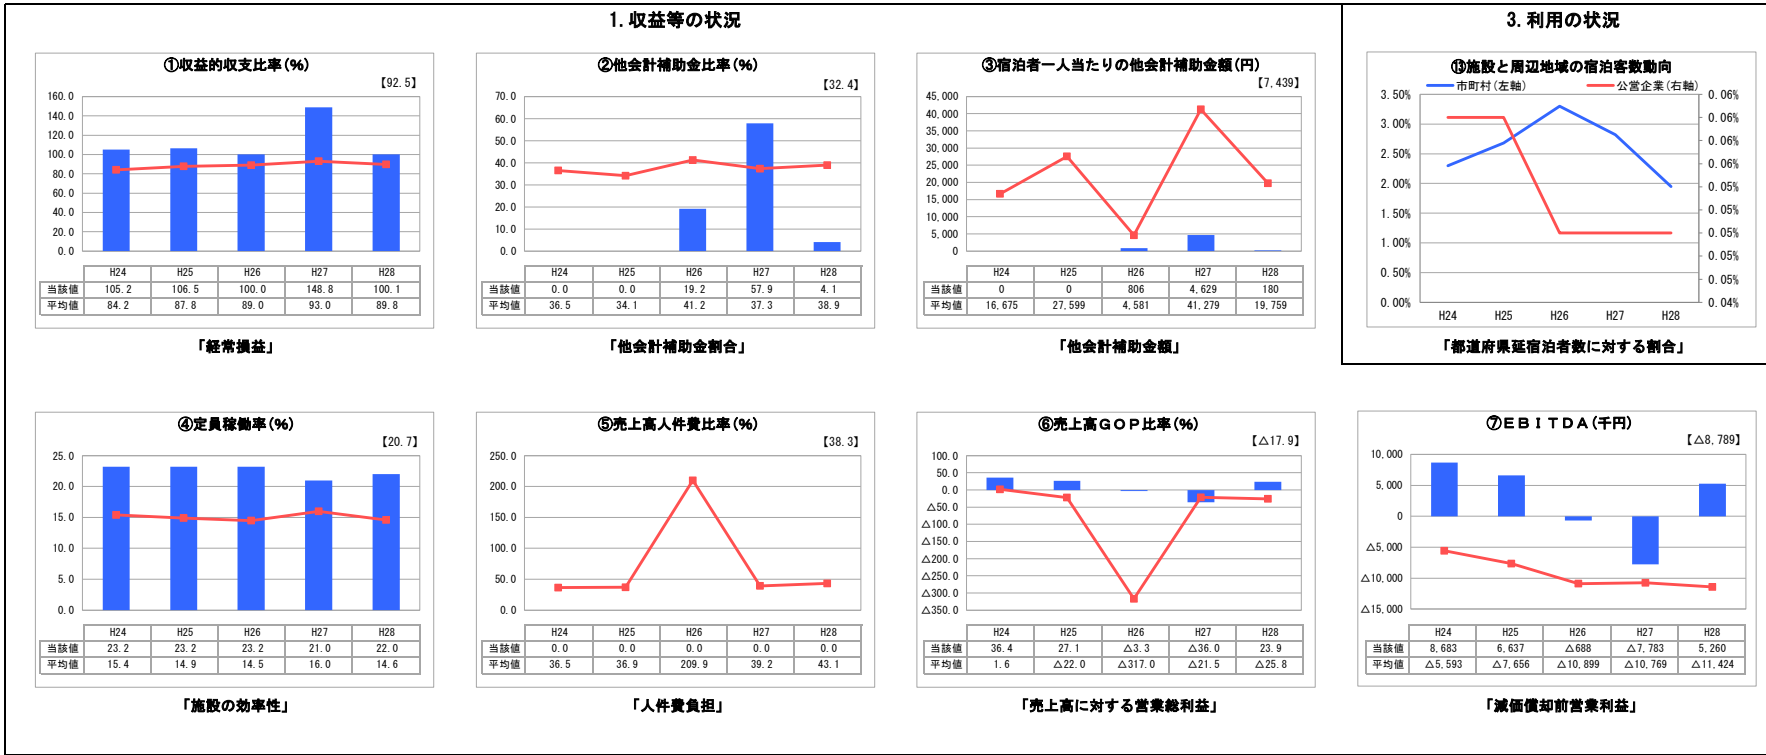 1. 収益等の状況
3. 利用の状況
①収益的収支比率(%)
【92.5】
160.0
140.0
120.0
100.0
80.0
60.0
40.0
20.0
0.0
H24 H25 H26 H27 H28
当該値 105.2 106.5 100.0 148.8 100.1
平均値 84.2 87.8 89.0 93.0 89.8
「経常損益」
②他会計補助金比率(%)
【32.4】
70.0
60.0
50.0
40.0
30.0
20.0
10.0
0.0
H24 H25 H26 H27 H28
当該値 0.0 0.0 19.2 57.9 4.1
平均値 36.5 34.1 41.2 37.3 38.9
「他会計補助金割合」
③宿泊者一人当たりの他会計補助金額(円)
【7,439】
45,000
40,000
35,000
30,000
25,000
20,000
15,000
10,000
5,000
0
H24 H25 H26 H27 H28
当該値 0 0 806 4,629 180
平均値 16,675 27,599 4,581 41,279 19,759
「他会計補助金額」
⑬施設と周辺地域の宿泊客数動向
市町村(左軸) 公営企業(右軸)
3.50%
3.00%
2.50%
2.00%
1.50%
1.00%
0.50%
0.00%
0.06%
0.06%
0.06%
0.06%
0.05%
0.05%
0.05%
0.05%
0.05%
0.04%
H24 H25 H26 H27 H28
「都道府県延宿泊者数に対する割合」
④定員稼働率(%)
【20.7】
25.0
20.0
15.0
10.0
5.0
0.0
H24 H25 H26 H27 H28
当該値 23.2 23.2 23.2 21.0 22.0
平均値 15.4 14.9 14.5 16.0 14.6
「施設の効率性」
⑤売上高人件費比率(%)
【38.3】
250.0
200.0
150.0
100.0
50.0
0.0
H24 H25 H26 H27 H28
当該値 0.0 0.0 0.0 0.0 0.0
平均値 36.5 36.9 209.9 39.2 43.1
「人件費負担」
⑥売上高GOP比率(%)
【△17.9】
100.0
50.0
0.0
△50.0
△100.0
△150.0
△200.0
△250.0
△300.0
△350.0
H24 H25 H26 H27 H28
当該値 36.4 27.1 △3.3 △36.0 23.9
平均値 1.6 △22.0 △317.0 △21.5 △25.8
「売上高に対する営業総利益」
⑦EBITDA(千円)
【△8,789】
10,000
5,000
0
△5,000
△10,000
△15,000
H24 H25 H26 H27 H28
当該値 8,683 6,637 △688 △7,783 5,260
平均値 △5,593 △7,656 △10,899 △10,769 △11,424
「減価償却前営業利益」